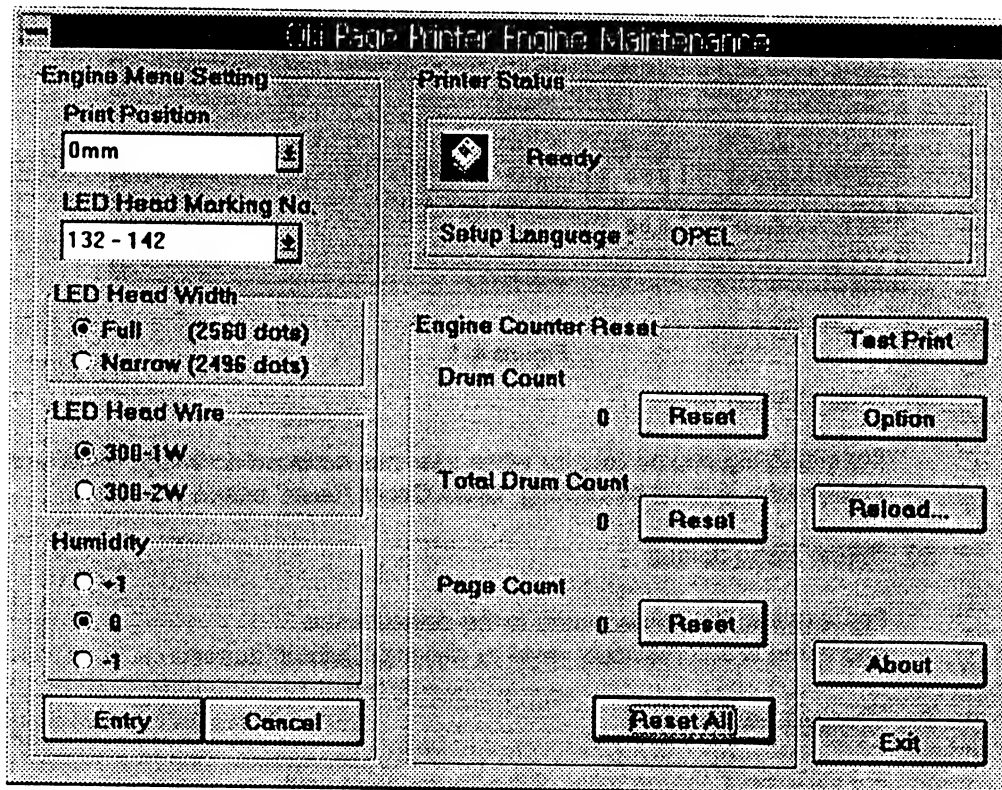 Oki Page Printer Engine Maintenance
Engine Menu Setting
Print Position
0mm
LED Head Marking No.
132 - 142
LED Head Width
Full (2560 dots)
Narrow (2496 dots)
LED Head Wire
300-1W
300-2W
Humidity
+1
0
-1
Entry
Cancel
Printer Status
Ready
Setup Language : OPEL
Engine Counter Reset
Drum Count
0 Reset
Total Drum Count
0 Reset
Page Count
0 Reset
Reset All
Test Print
Option
Reload...
About
Exit